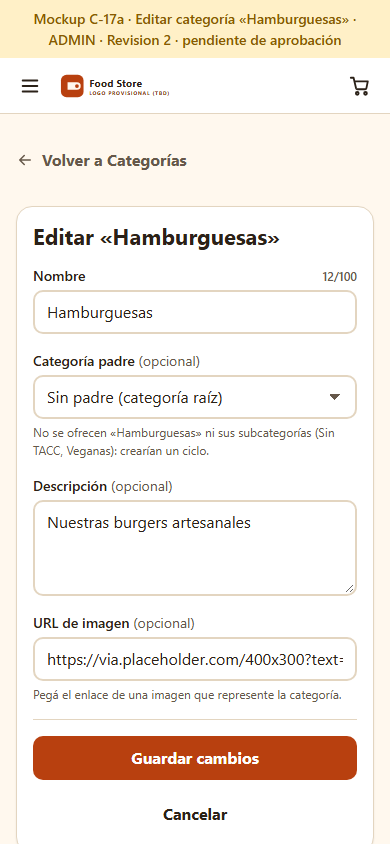 Mockup C-17a · Editar categoría «Hamburguesas» ·
ADMIN · Revision 2 · pendiente de aprobación
Food Store
LOGO PROVISIONAL (TBD)
← Volver a Categorías
Editar «Hamburguesas»
Nombre 12/100
Hamburguesas
Categoría padre (opcional)
Sin padre (categoría raíz)
No se ofrecen «Hamburguesas» ni sus subcategorías (Sin
TACC, Veganas): crearían un ciclo.
Descripción (opcional)
Nuestras burgers artesanales
URL de imagen (opcional)
https://via.placeholder.com/400x300?text=
Pegá el enlace de una imagen que represente la categoría.
Guardar cambios
Cancelar